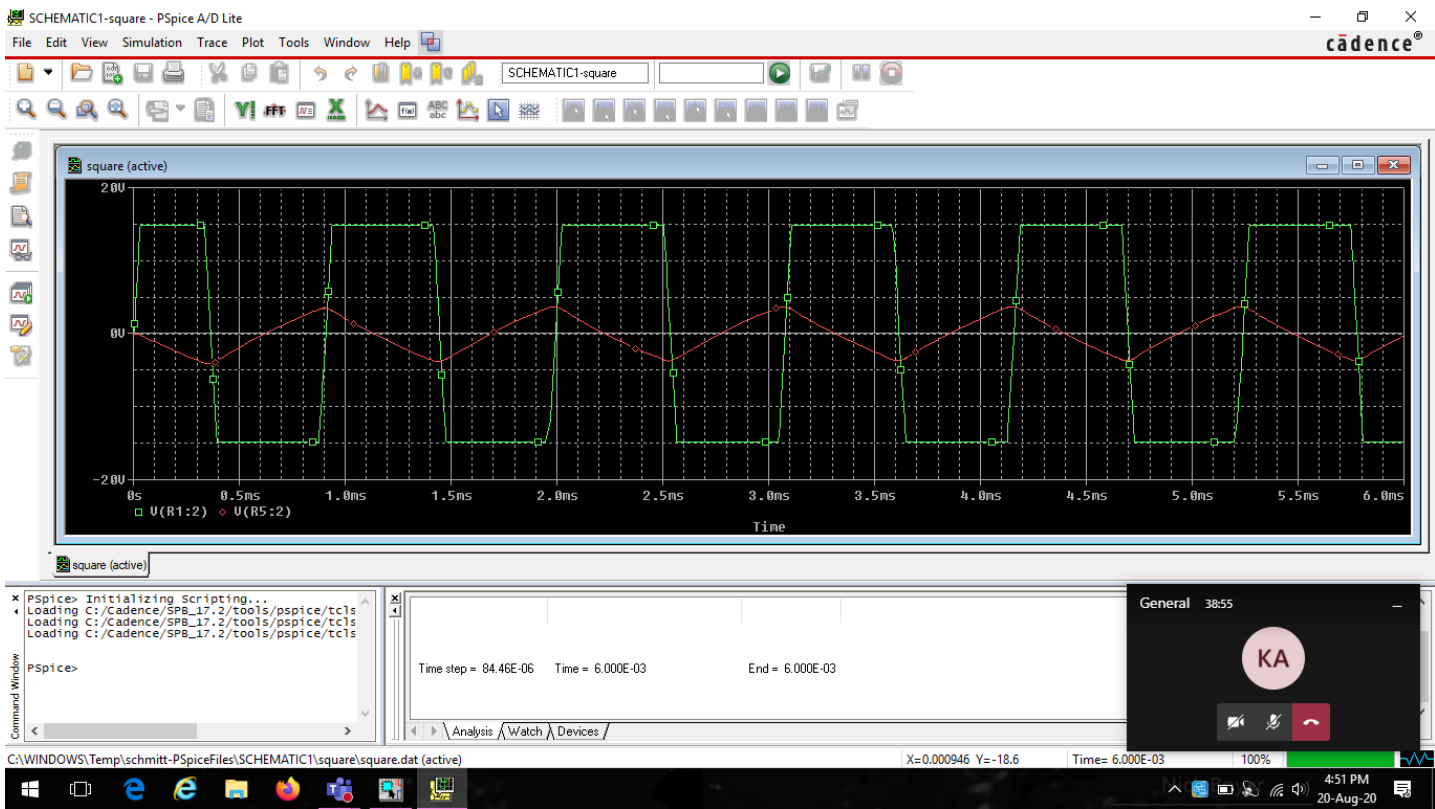 SCHEMATIC1-square - PSpice A/D Lite
File Edit View Simulation Trace Plot Tools Window Help
cādence®
SCHEMATIC1-square
FFT
ABC
abc
square (active)
20V
0V
-20V
0s 0.5ms 1.0ms 1.5ms 2.0ms 2.5ms 3.0ms 3.5ms 4.0ms 4.5ms 5.0ms 5.5ms 6.0ms
V(R1:2) V(R5:2)
Time
square (active)
Command Window
PSpice> Initializing Scripting...
Loading C:/Cadence/SPB_17.2/tools/pspice/tcls
Loading C:/Cadence/SPB_17.2/tools/pspice/tcls
Loading C:/Cadence/SPB_17.2/tools/pspice/tcls
PSpice>
Time step = 84.46E-06 Time = 6.000E-03 End = 6.000E-03
Analysis Watch Devices
General 38:55
KA
C:\WINDOWS\Temp\schmitt-PSpiceFiles\SCHEMATIC1\square\square.dat (active)
X=0.000946 Y=-18.6 Time= 6.000E-03 100%
4:51 PM
20-Aug-20